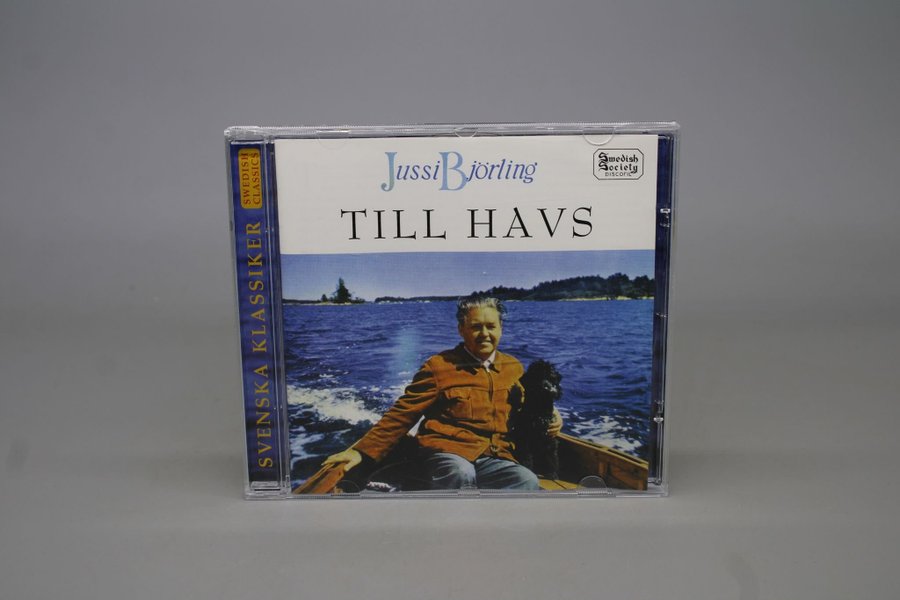 Jussi Björling
TILL HAVS
Swedish
Society
DISCOFIL
SWEDISH
CLASSICS
SVENSKA KLASSIKER